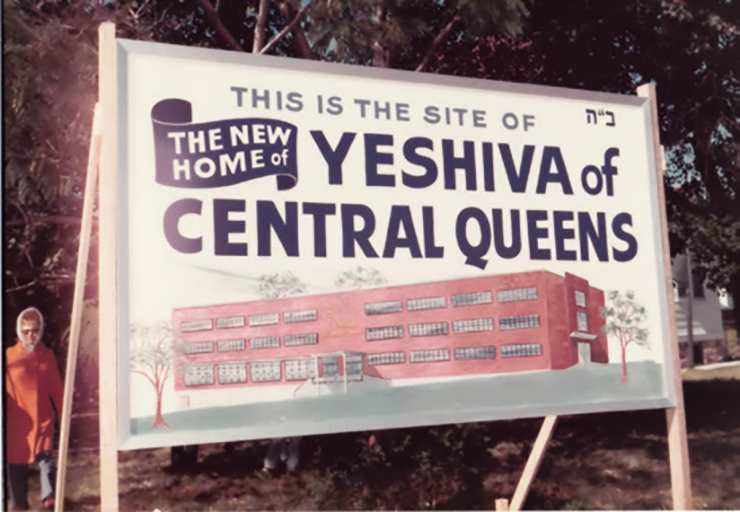 THIS IS THE SITE OF
ב״ה
THE NEW
HOME of
YESHIVA of
CENTRAL QUEENS